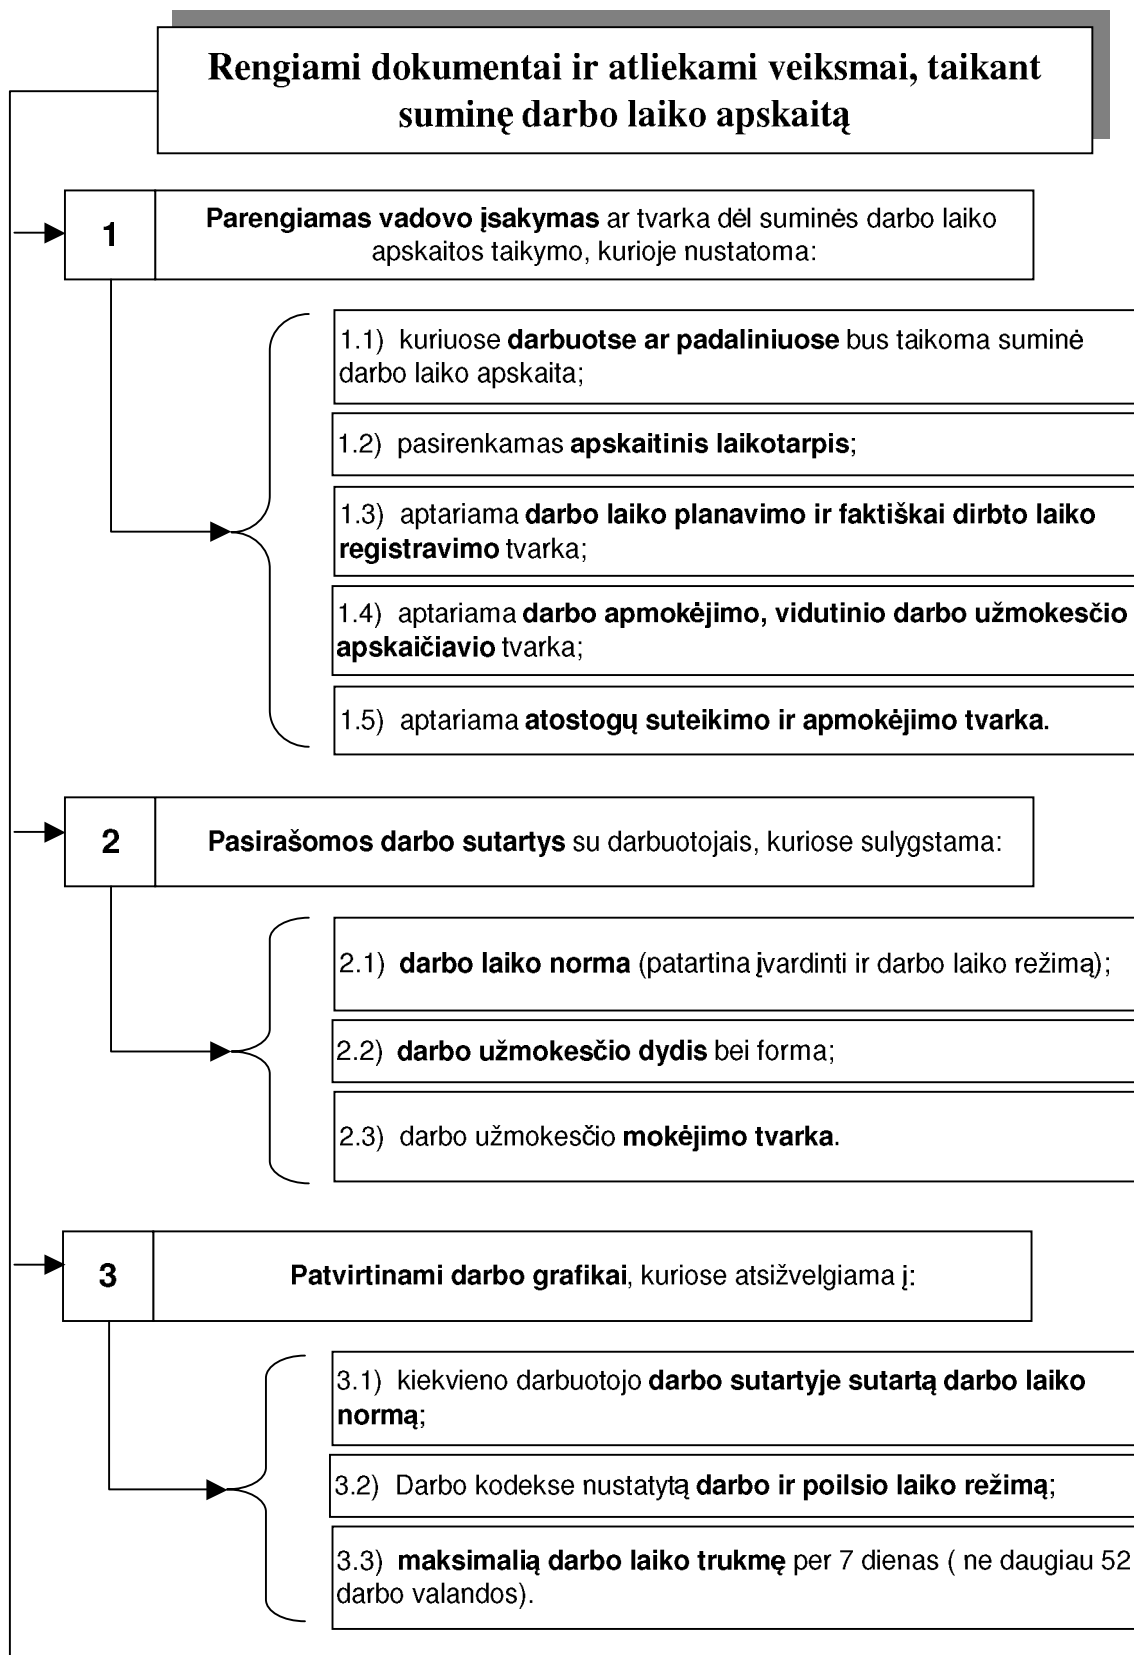 Rengiami dokumentai ir atliekami veiksmai, taikant
suminę darbo laiko apskaitą
1
Parengiamas vadovo įsakymas ar tvarka dėl suminės darbo laiko
apskaitos taikymo, kurioje nustatoma:
1.1) kuriuose darbuotse ar padaliniuose bus taikoma suminė
darbo laiko apskaita;
1.2) pasirenkamas apskaitinis laikotarpis;
1.3) aptariama darbo laiko planavimo ir faktiškai dirbto laiko
registravimo tvarka;
1.4) aptariama darbo apmokėjimo, vidutinio darbo užmokesčio
apskaičiavio tvarka;
1.5) aptariama atostogų suteikimo ir apmokėjimo tvarka.
2
Pasirašomos darbo sutartys su darbuotojais, kuriose sulygstama:
2.1) darbo laiko norma (patartina įvardinti ir darbo laiko režimą);
2.2) darbo užmokesčio dydis bei forma;
2.3) darbo užmokesčio mokėjimo tvarka.
3
Patvirtinami darbo grafikai, kuriose atsižvelgiama į:
3.1) kiekvieno darbuotojo darbo sutartyje sutartą darbo laiko
normą;
3.2) Darbo kodekse nustatytą darbo ir poilsio laiko režimą;
3.3) maksimalią darbo laiko trukmę per 7 dienas ( ne daugiau 52
darbo valandos).